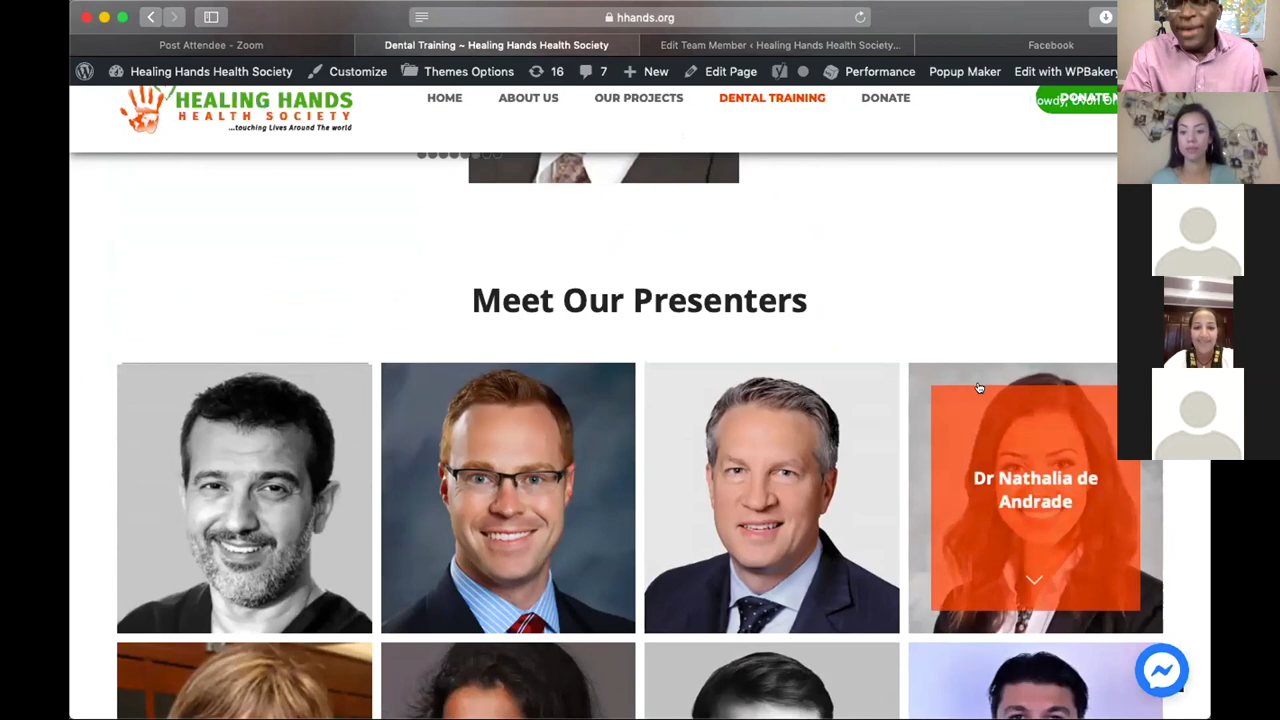 hhands.org
Post Attendee - Zoom
Dental Training ~ Healing Hands Health Society
Edit Team Member ‹ Healing Hands Health Society...
Facebook
Healing Hands Health Society
Customize
Themes Options
16
7
New
Edit Page
Performance
Popup Maker
Edit with WPBakery
HEALING HANDS
HEALTH SOCIETY
...touching Lives Around The world
HOME
ABOUT US
OUR PROJECTS
DENTAL TRAINING
DONATE
DONATE
Meet Our Presenters
Dr Nathalia de
Andrade